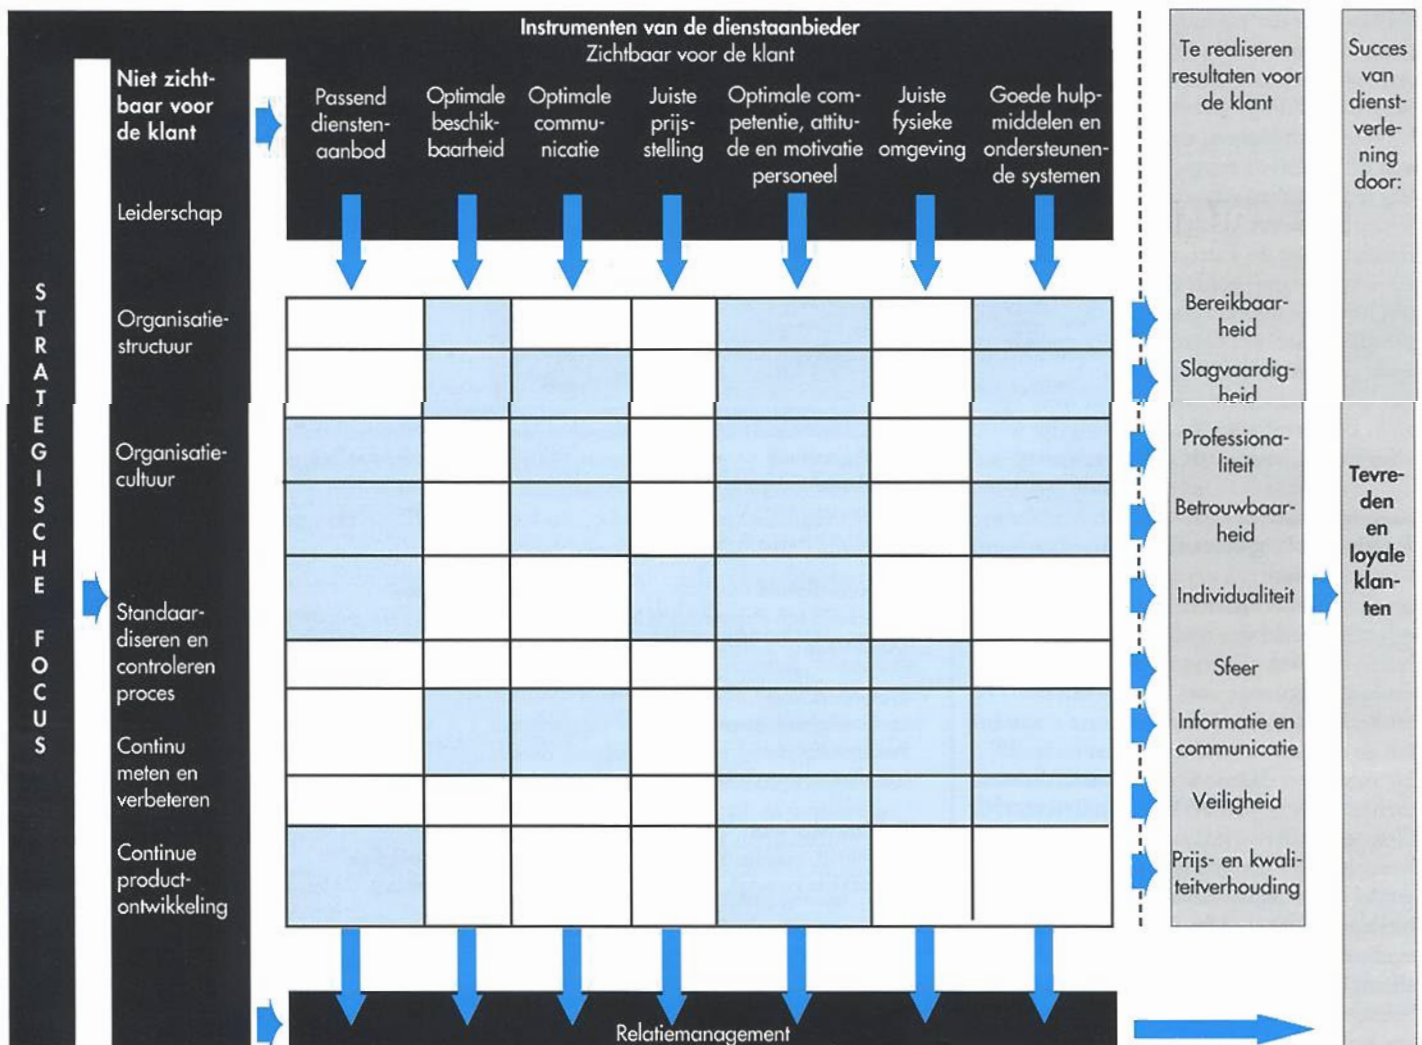 STRATEGISCHE FOCUS
Niet zicht-
baar voor
de klant
Leiderschap
Organisatie-
structuur
Organisatie-
cultuur
Standaar-
diseren en
controleren
proces
Continu
meten en
verbeteren
Continue
product-
ontwikkeling
Instrumenten van de dienstaanbieder
Zichtbaar voor de klant
Passend
diensten-
aanbod
Optimale
beschik-
baarheid
Optimale
commu-
nicatie
Juiste
prijs-
stelling
Optimale com-
petentie, attitu-
de en motivatie
personeel
Juiste
fysieke
omgeving
Goede hulp-
middelen en
ondersteunen-
de systemen
Relatiemanagement
Te realiseren
resultaten voor
de klant
Bereikbaar-
heid
Slagvaardig-
heid
Professiona-
liteit
Betrouwbaar-
heid
Individualiteit
Sfeer
Informatie en
communicatie
Veiligheid
Prijs- en kwali-
teitverhouding
Succes
van
dienst-
verle-
ning
door:
Tevre-
den
en
loyale
klan-
ten